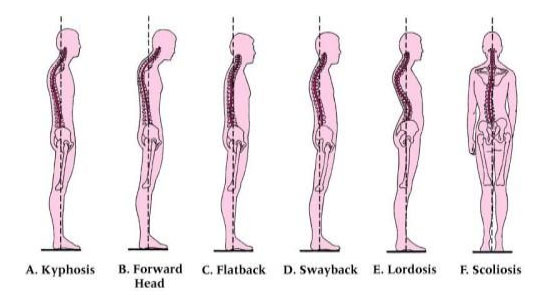 A. Kyphosis
B. Forward
Head
C. Flatback
D. Swayback
E. Lordosis
F. Scoliosis